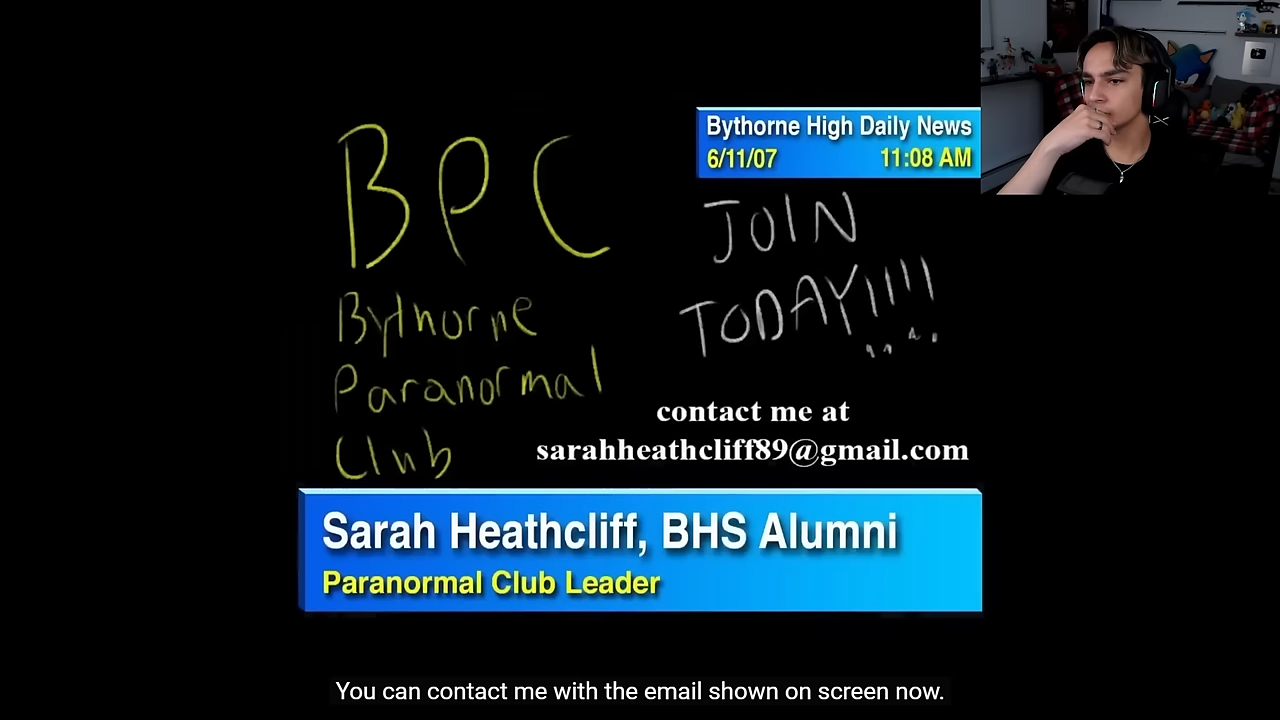 BPC
Bythorne
Paranormal
Club
Bythorne High Daily News
6/11/07 11:08 AM
JOIN
TODAY!!!!
contact me at
sarahheathcliff89@gmail.com
Sarah Heathcliff, BHS Alumni
Paranormal Club Leader
You can contact me with the email shown on screen now.